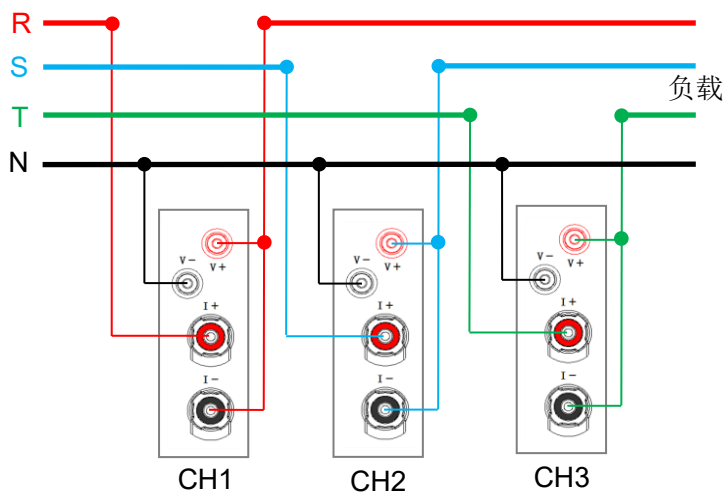 R
S
负载
T
N
V- V+
I+
I-
CH1
V- V+
I+
I-
CH2
V- V+
I+
I-
CH3